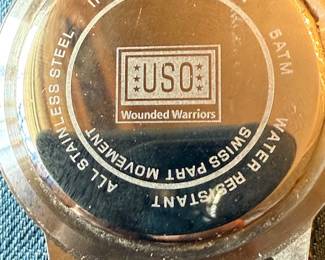 USO
Wounded Warriors
5ATM
WATER RESISTANT
SWISS PART MOVEMENT
ALL STAINLESS STEEL